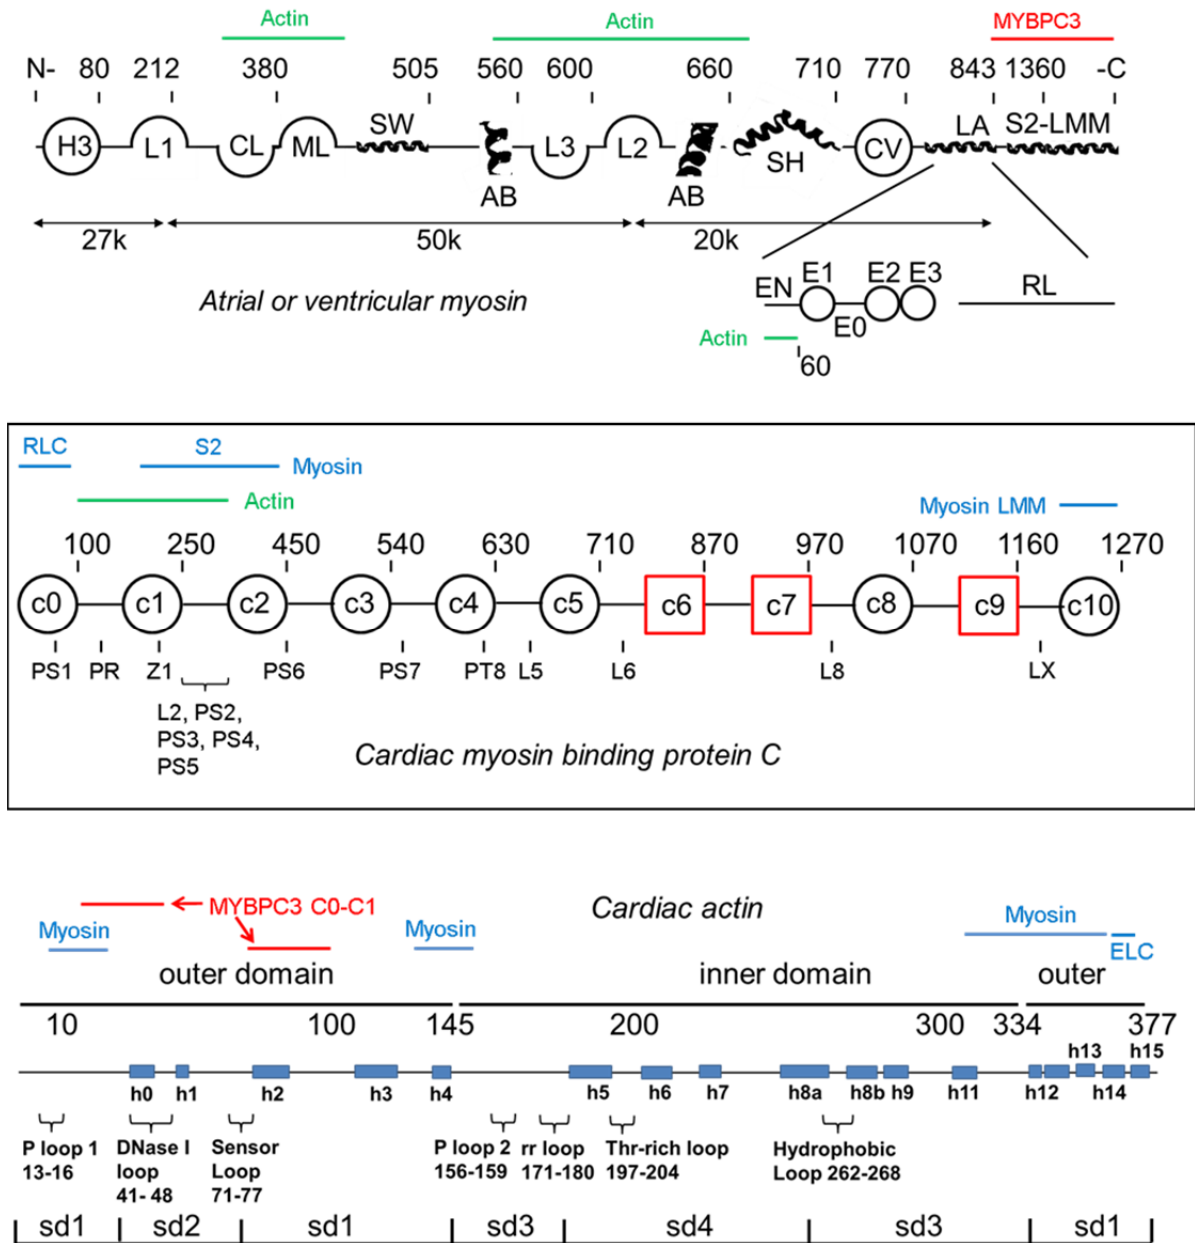 Actin Actin MYBPC3
N- 80 212 380 505 560 600 660 710 770 843 1360 -C
H3 L1 CL ML SW AB L3 L2 AB SH CV LA S2-LMM
27k 50k 20k
Atrial or ventricular myosin
EN E1 E0 E2 E3 RL
Actin
60
RLC S2 Myosin
Actin
Myosin LMM
100 250 450 540 630 710 870 970 1070 1160 1270
c0 c1 c2 c3 c4 c5 c6 c7 c8 c9 c10
PS1 PR Z1 PS6 PS7 PT8 L5 L6 L8 LX
L2, PS2,
PS3, PS4,
PS5
Cardiac myosin binding protein C
MYBPC3 C0-C1
Cardiac actin
Myosin Myosin Myosin
ELC
outer domain inner domain outer
10 100 145 200 300 334 377
h13 h15
h0 h1 h2 h3 h4 h5 h6 h7 h8a h8b h9 h11 h12 h14
P loop 1
13-16
DNase I
loop
41- 48
Sensor
Loop
71-77
P loop 2
156-159
rr loop
171-180
Thr-rich loop
197-204
Hydrophobic
Loop 262-268
sd1 sd2 sd1 sd3 sd4 sd3 sd1